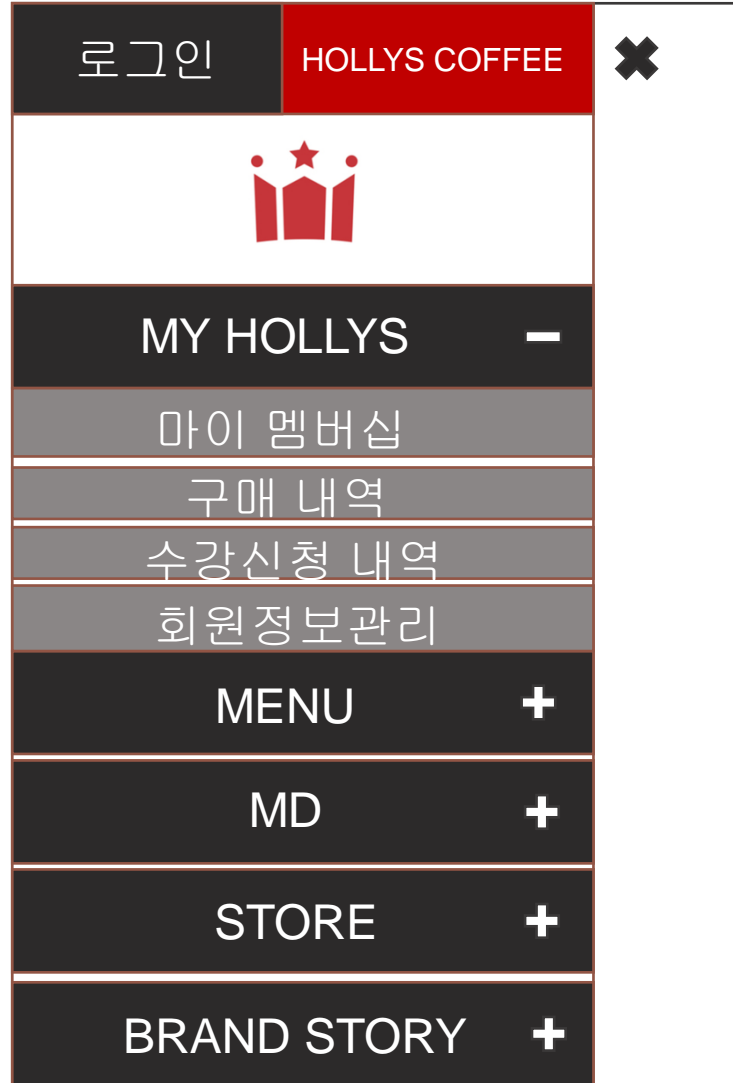 로그인
HOLLYS COFFEE
MY HOLLYS
마이 멤버십
구매 내역
수강신청 내역
회원정보관리
MENU
MD
STORE
BRAND STORY